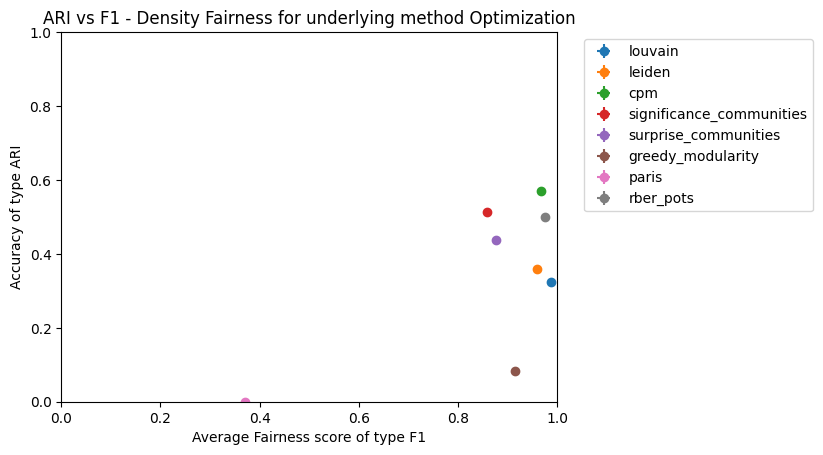 ARI vs F1 - Density Fairness for underlying method Optimization
1.0
0.8
0.6
0.4
0.2
0.0
Accuracy of type ARI
0.0 0.2 0.4 0.6 0.8 1.0
Average Fairness score of type F1
louvain
leiden
cpm
significance_communities
surprise_communities
greedy_modularity
paris
rber_pots